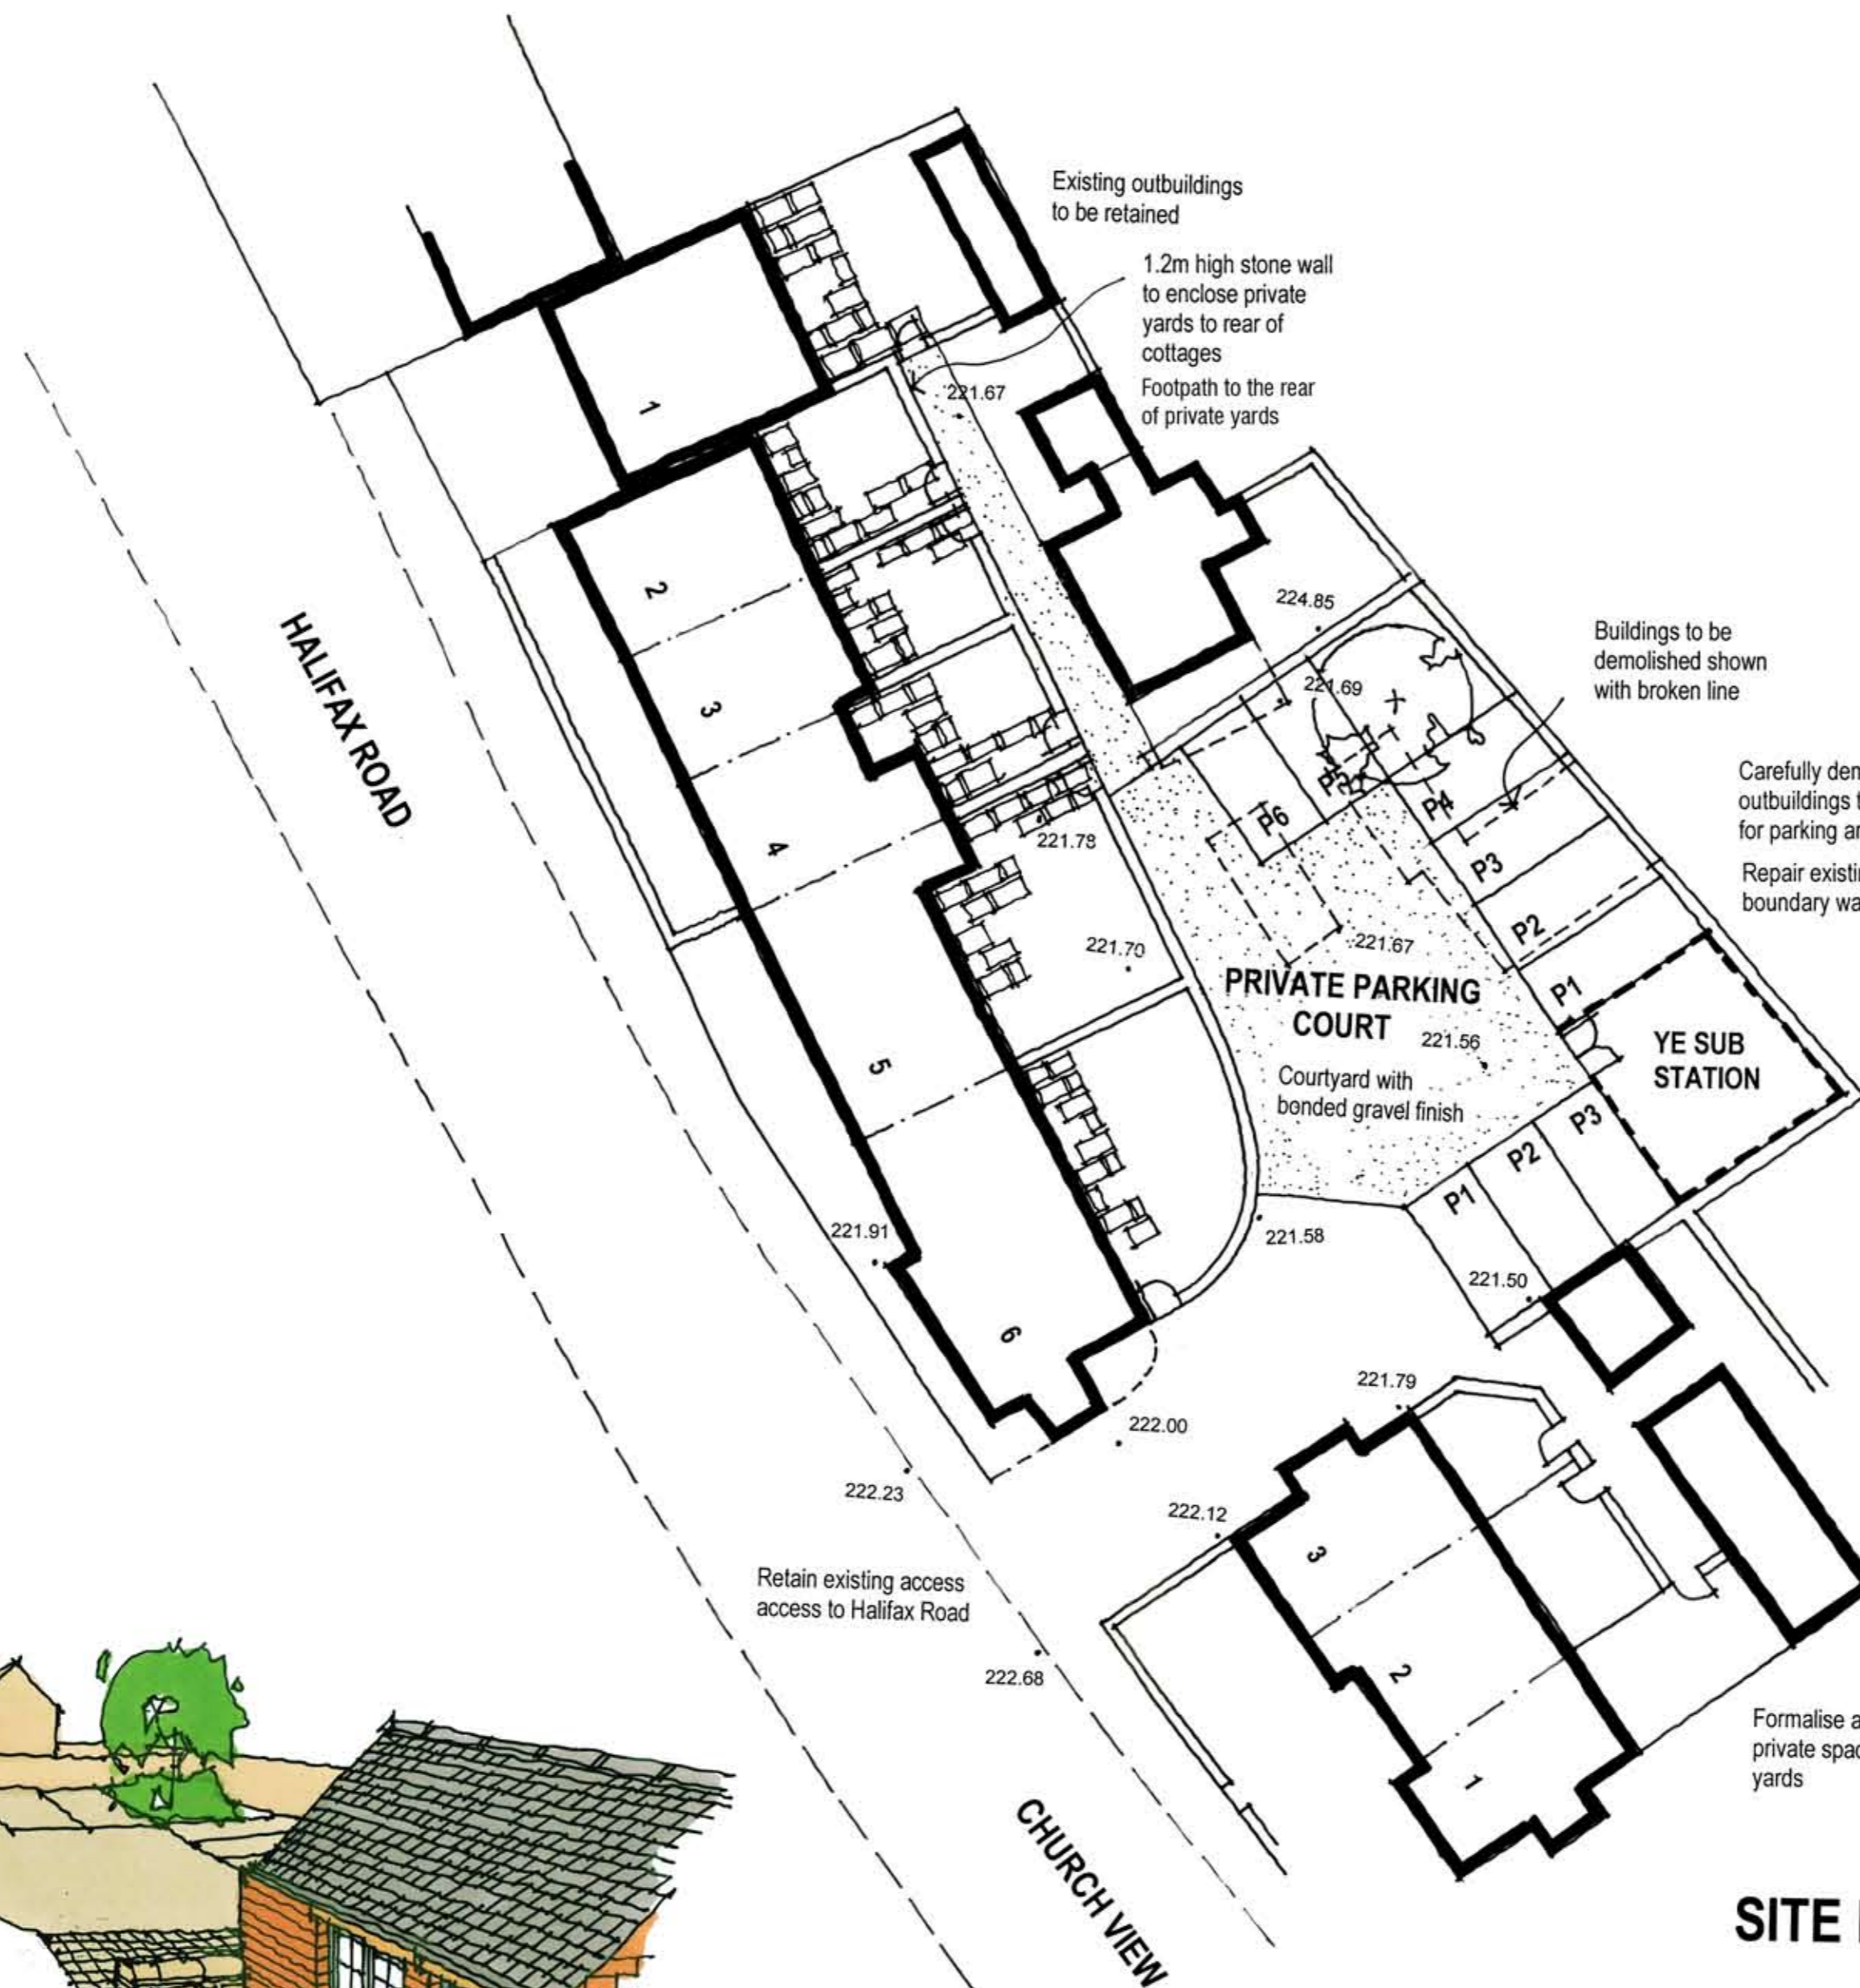 Existing outbuildings
to be retained
1.2m high stone wall
to enclose private
yards to rear of
cottages
Footpath to the rear
of private yards
221.67
1
2
3
4
5
6
HALIFAX ROAD
224.85
221.69
Buildings to be
demolished shown
with broken line
Carefully dem
outbuildings t
for parking ar
Repair existin
boundary wa
P6
P5
P4
P3
P2
P1
221.78
221.70
221.67
PRIVATE PARKING
COURT
221.56
Courtyard with
bonded gravel finish
YE SUB
STATION
P3
P2
P1
221.91
221.58
221.50
221.79
222.00
222.23
222.12
Retain existing access
access to Halifax Road
222.68
3
2
1
Formalise a
private spac
yards
CHURCH VIEW
SITE